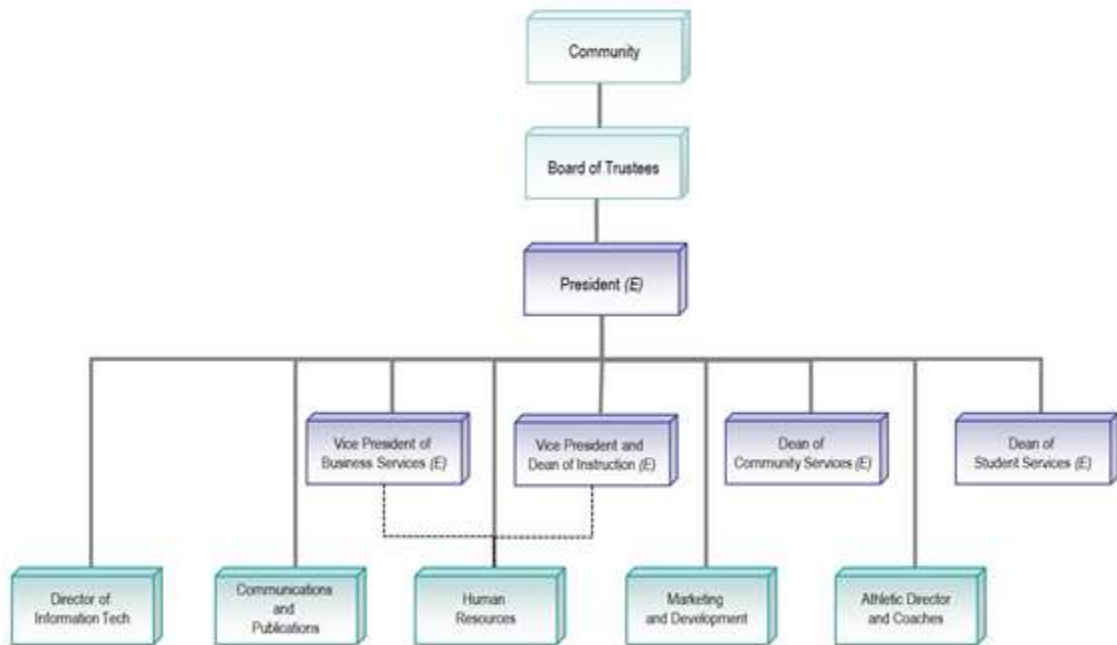 Community
Board of Trustees
President (E)
Vice President of
Business Services (E)
Vice President and
Dean of Instruction (E)
Dean of
Community Services (E)
Dean of
Student Services (E)
Director of
Information Tech
Communications
and
Publications
Human
Resources
Marketing
and Development
Athletic Director
and Coaches